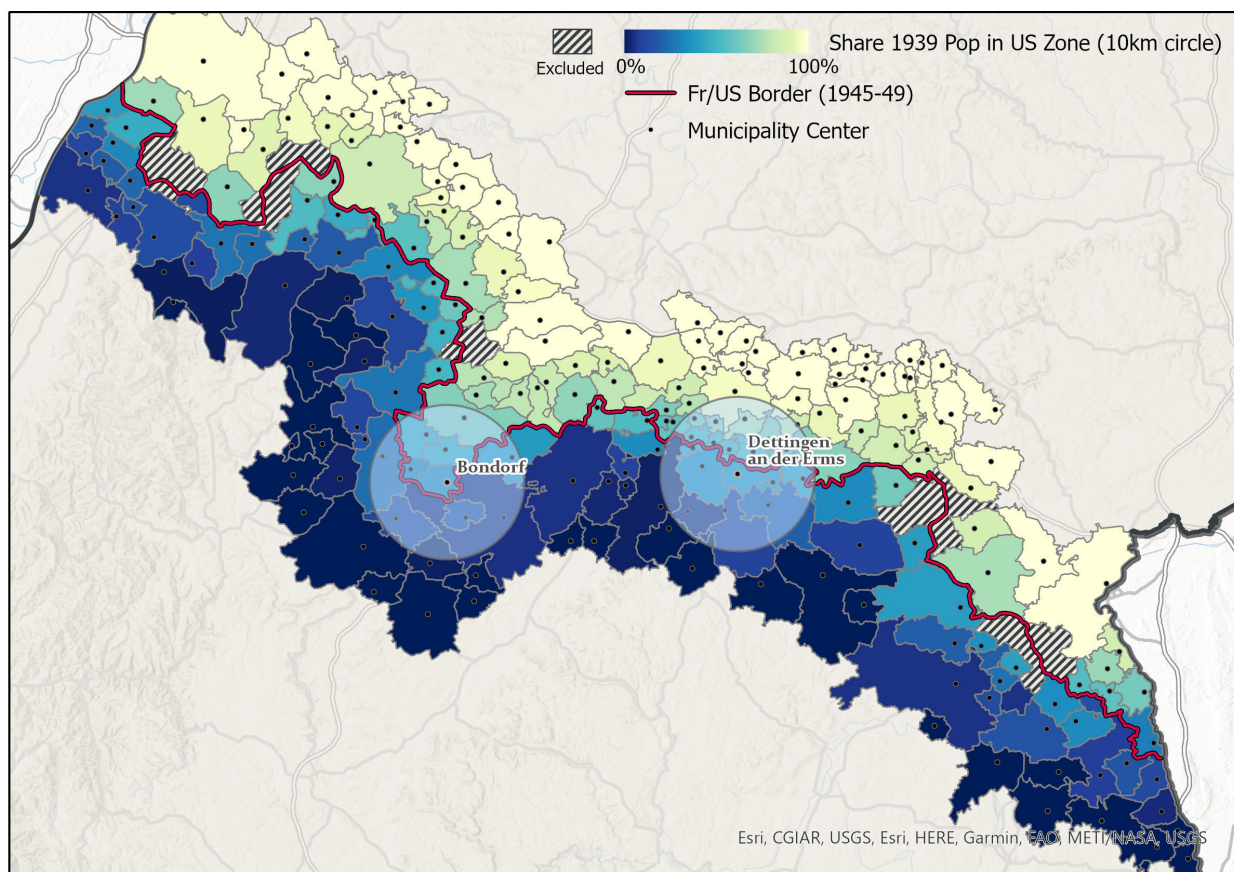 Share 1939 Pop in US Zone (10km circle)
Excluded 0% 100%
Fr/US Border (1945-49)
Municipality Center
Dettingen
an der Erms
Bondorf
Esri, CGIAR, USGS, Esri, HERE, Garmin, FAO, METI/NASA, USGS